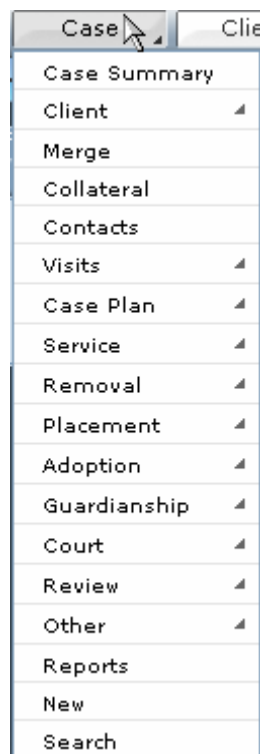 Case Clie
Case Summary
Client
Merge
Collateral
Contacts
Visits
Case Plan
Service
Removal
Placement
Adoption
Guardianship
Court
Review
Other
Reports
New
Search